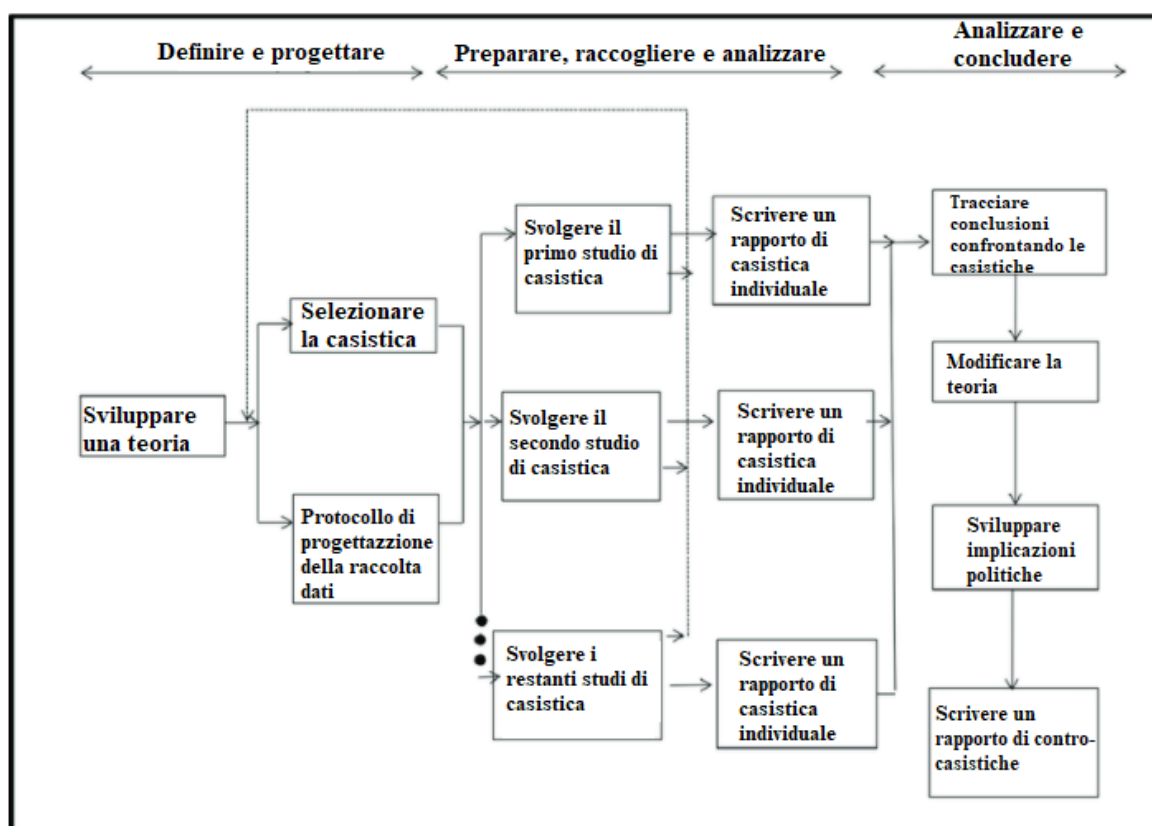 Definire e progettare
Preparare, raccogliere e analizzare
Analizzare e
concludere
Sviluppare
una teoria
Selezionare
la casistica
Protocollo di
progettazzione
della raccolta
dati
Svolgere il
primo studio di
casistica
Svolgere il
secondo studio
di casistica
Svolgere i
restanti studi di
casistica
Scrivere un
rapporto di
casistica
individuale
Scrivere un
rapporto di
casistica
individuale
Scrivere un
rapporto di
casistica
individuale
Tracciare
conclusioni
confrontando le
casistiche
Modificare la
teoria
Sviluppare
implicazioni
politiche
Scrivere un
rapporto di contro-
casistiche